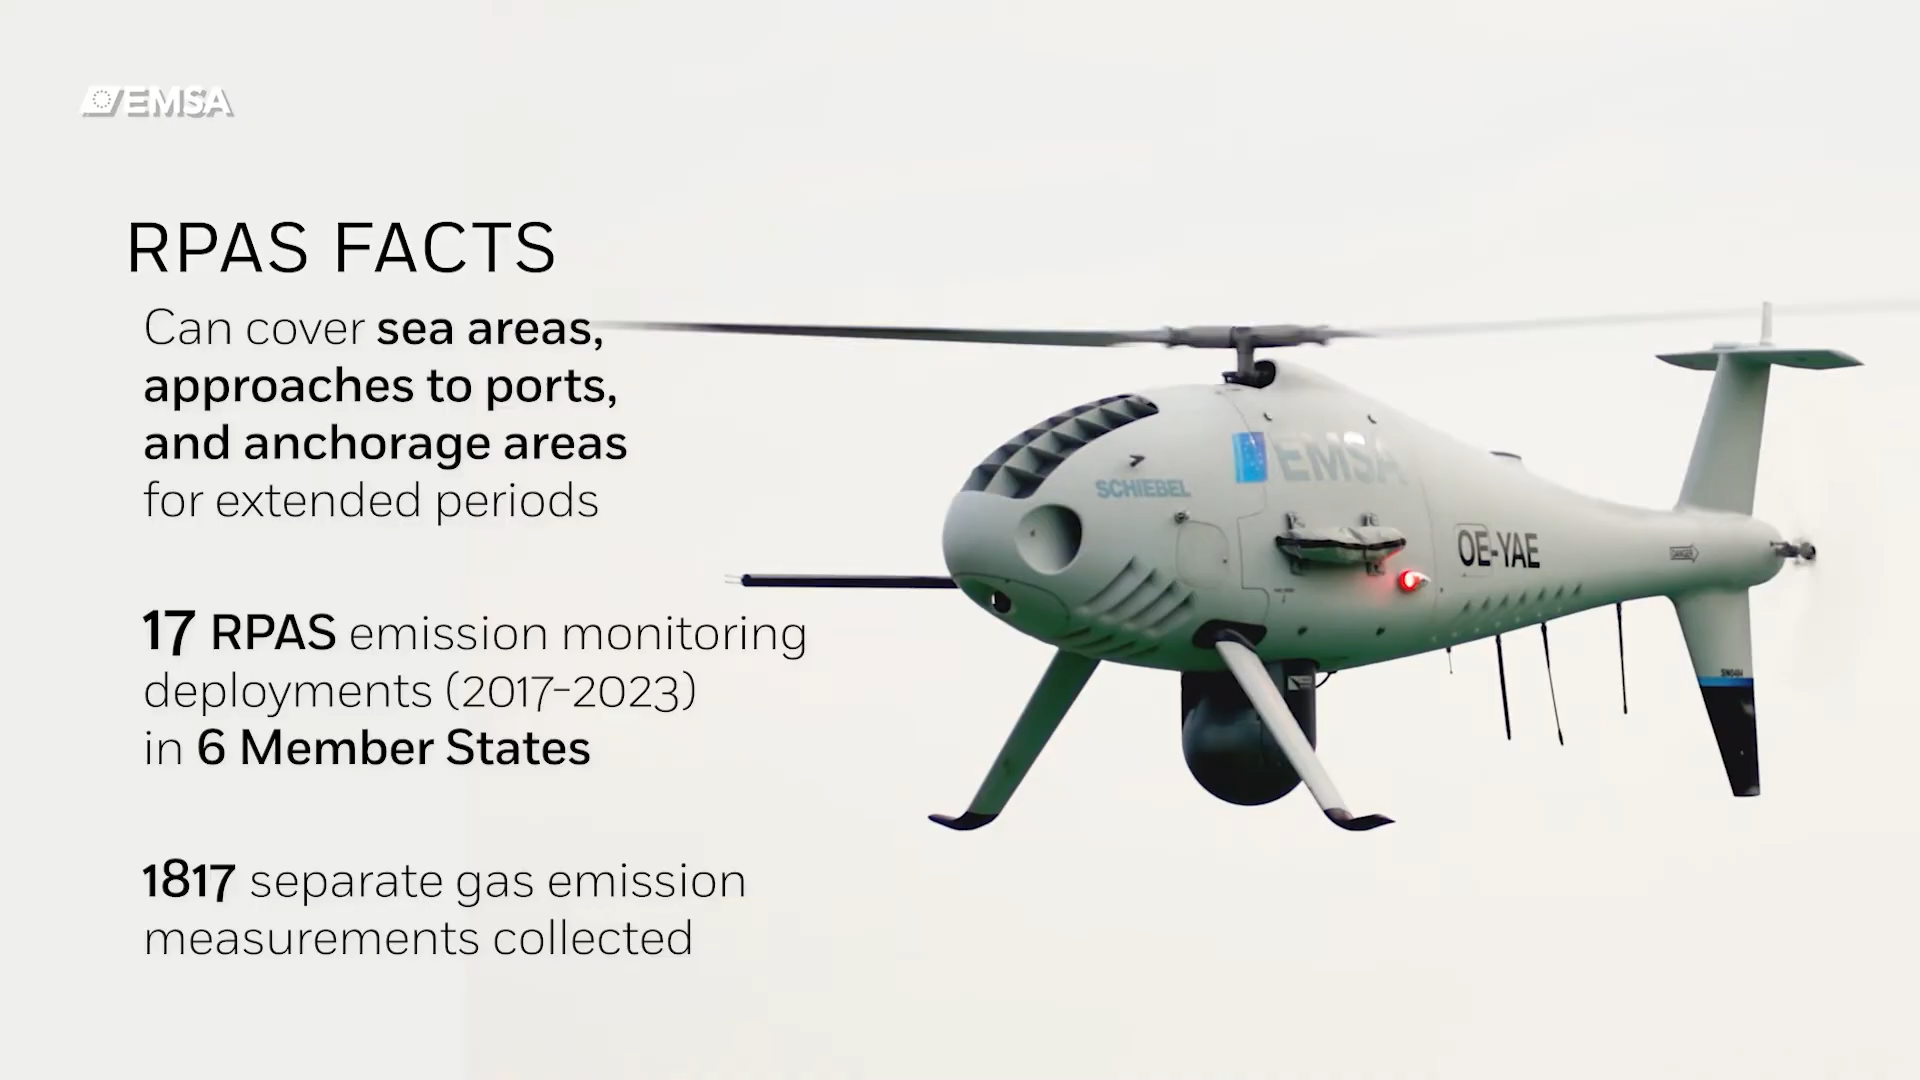 EMSA
RPAS FACTS
Can cover sea areas,
approaches to ports,
and anchorage areas
for extended periods
17 RPAS emission monitoring
deployments (2017-2023)
in 6 Member States
1817 separate gas emission
measurements collected
EMSA
SCHIEBEL
OE-YAE
DANGER